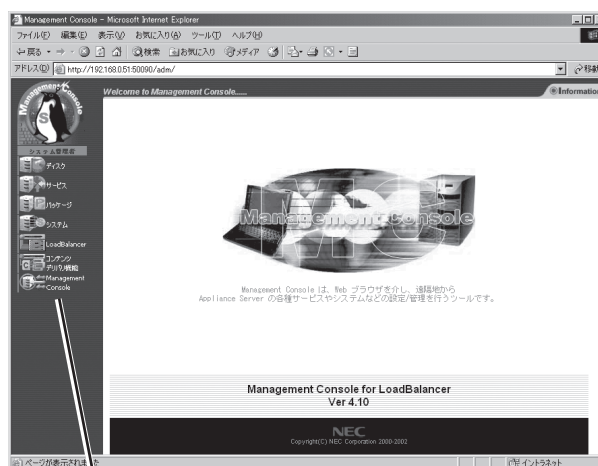 Management Console - Microsoft Internet Explorer
ファイル(F) 編集(E) 表示(V) お気に入り(A) ツール(T) ヘルプ(H)
戻る 検索 お気に入り メディア
アドレス(D) http://192.168.0.51:50090/adm/ 移動
Management Console
Welcome to Management Console......
Information
システム管理者
ディスク
サービス
パッケージ
システム
LoadBalancer
コンテンツ
デリバリ機能
Management
Console
Management Console
Management Console は、Web ブラウザを介し、遠隔地から
Appliance Server の各種サービスやシステムなどの設定/管理を行うツールです。
Management Console for LoadBalancer
Ver 4.10
NEC
Copyright(C) NEC Corporation 2000-2002
ページが表示されました
イントラネット